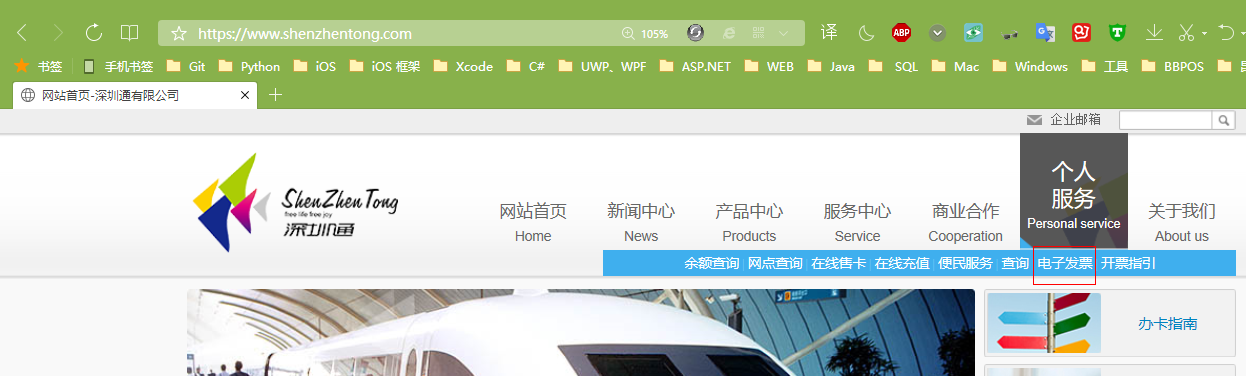 https://www.shenzhentong.com 105% 译 ABP
书签 手机书签 Git Python iOS iOS 框架 Xcode C# UWP、WPF ASP.NET WEB Java SQL Mac Windows 工具 BBPOS
网站首页-深圳通有限公司
企业邮箱
ShenZhenTong
free life free joy
深圳通
网站首页 新闻中心 产品中心 服务中心 商业合作 个人服务 关于我们
Home News Products Service Cooperation Personal service About us
余额查询 | 网点查询 | 在线售卡 | 在线充值 | 便民服务 | 查询 | 电子发票 | 开票指引
办卡指南